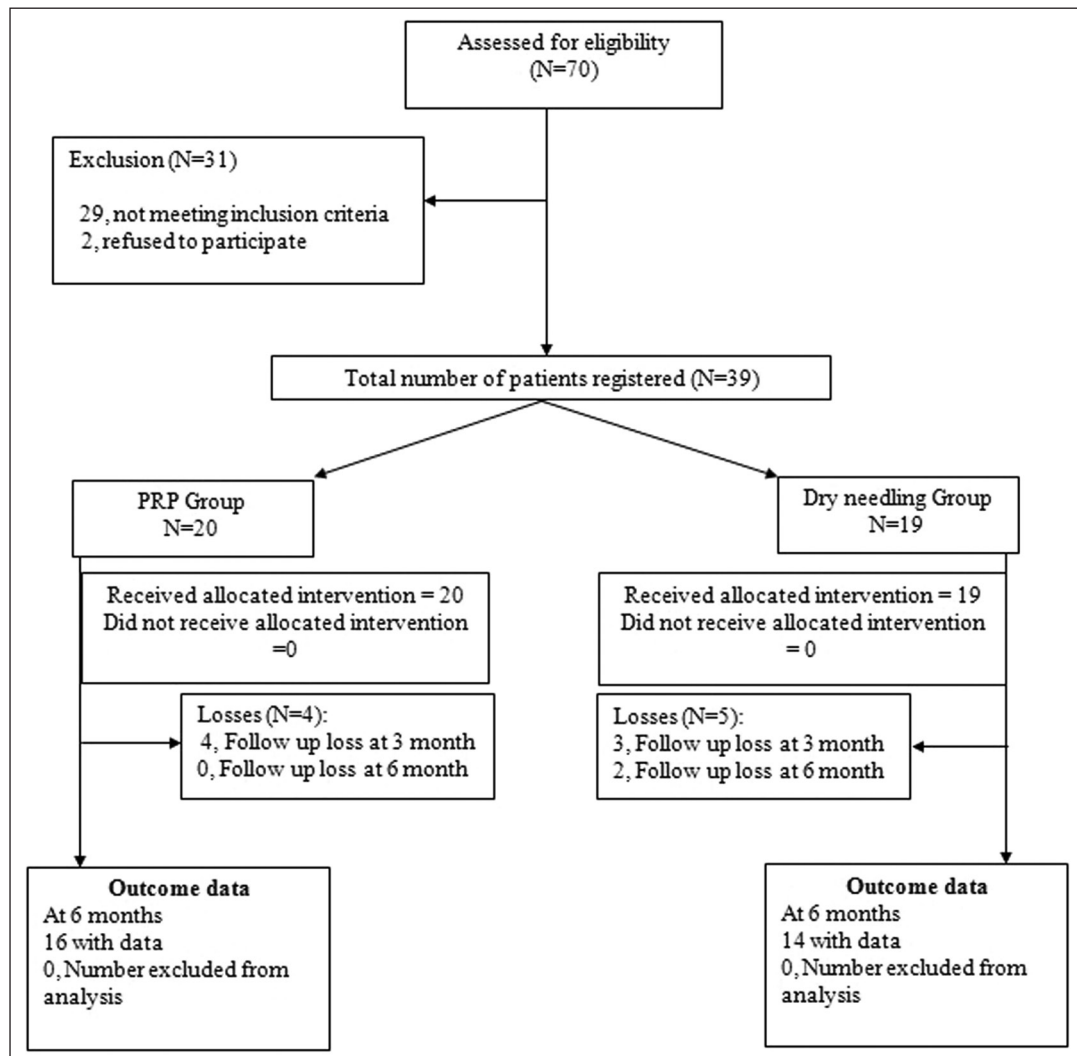 Assessed for eligibility
(N=70)
Exclusion (N=31)
29, not meeting inclusion criteria
2, refused to participate
Total number of patients registered (N=39)
PRP Group
N=20
Dry needling Group
N=19
Received allocated intervention = 20
Did not receive allocated intervention
=0
Received allocated intervention = 19
Did not receive allocated intervention
= 0
Losses (N=4):
4, Follow up loss at 3 month
0, Follow up loss at 6 month
Losses (N=5):
3, Follow up loss at 3 month
2, Follow up loss at 6 month
Outcome data
At 6 months
16 with data
0, Number excluded from
analysis
Outcome data
At 6 months
14 with data
0, Number excluded from
analysis